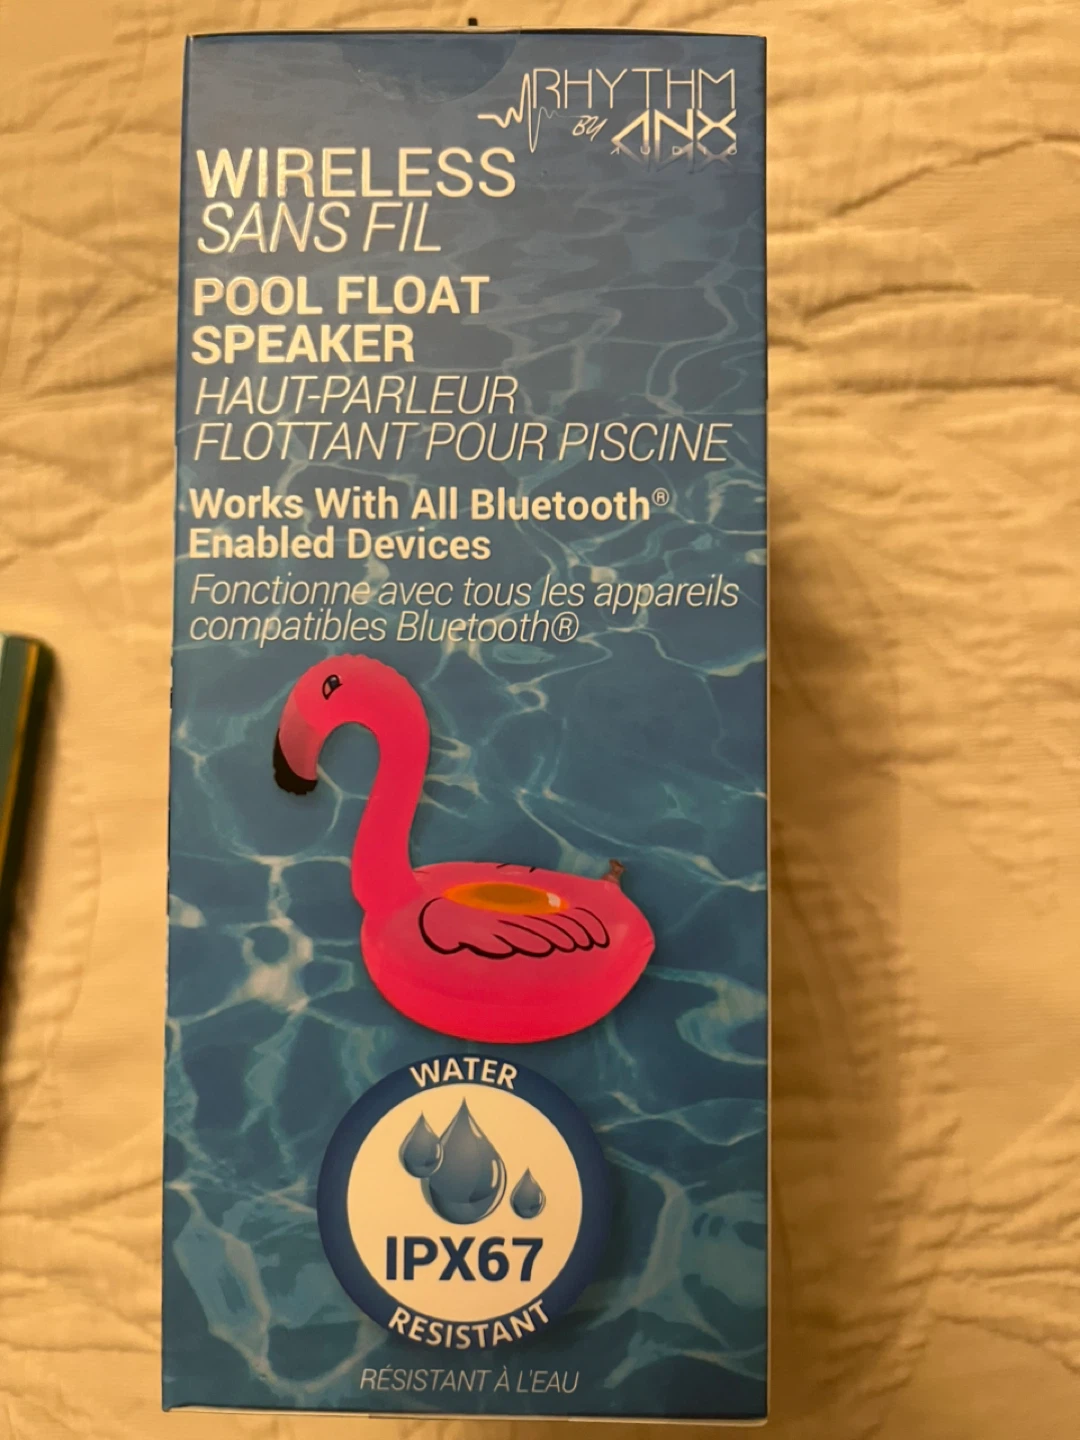 RHYTHM
BY ANX
AUDIO
WIRELESS
SANS FIL
POOL FLOAT
SPEAKER
HAUT-PARLEUR
FLOTTANT POUR PISCINE
Works With All Bluetooth®
Enabled Devices
Fonctionne avec tous les appareils
compatibles Bluetooth®
WATER
IPX67
RESISTANT
RÉSISTANT À L'EAU